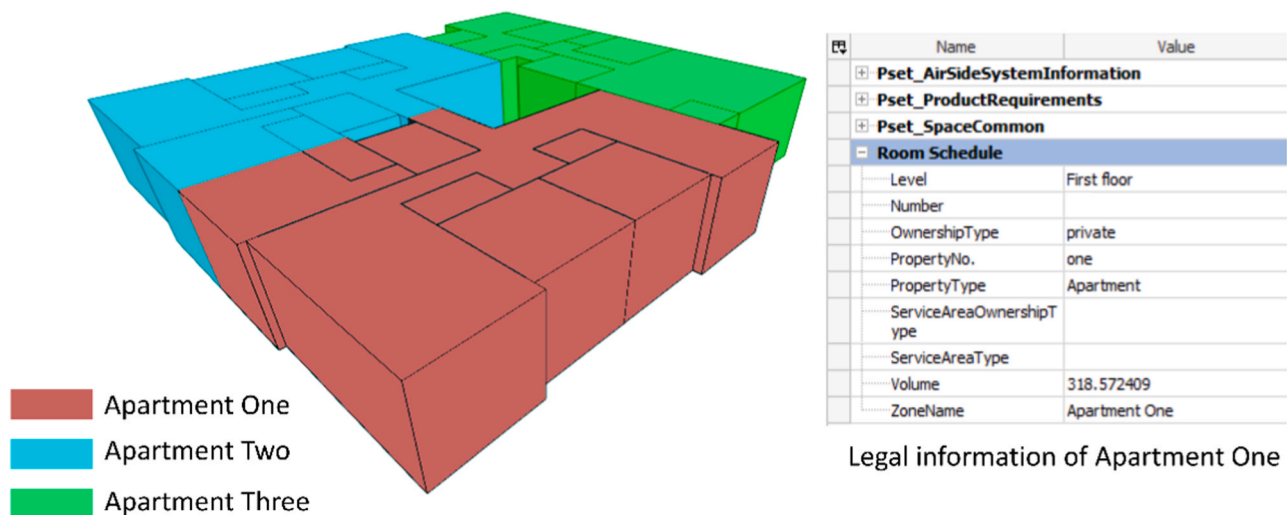 Name Value
Pset_AirSideSystemInformation
Pset_ProductRequirements
Pset_SpaceCommon
Room Schedule
Level First floor
Number
OwnershipType private
PropertyNo. one
PropertyType Apartment
ServiceAreaOwnershipT
ype
ServiceAreaType
Volume 318.572409
ZoneName Apartment One
Legal information of Apartment One
Apartment One
Apartment Two
Apartment Three